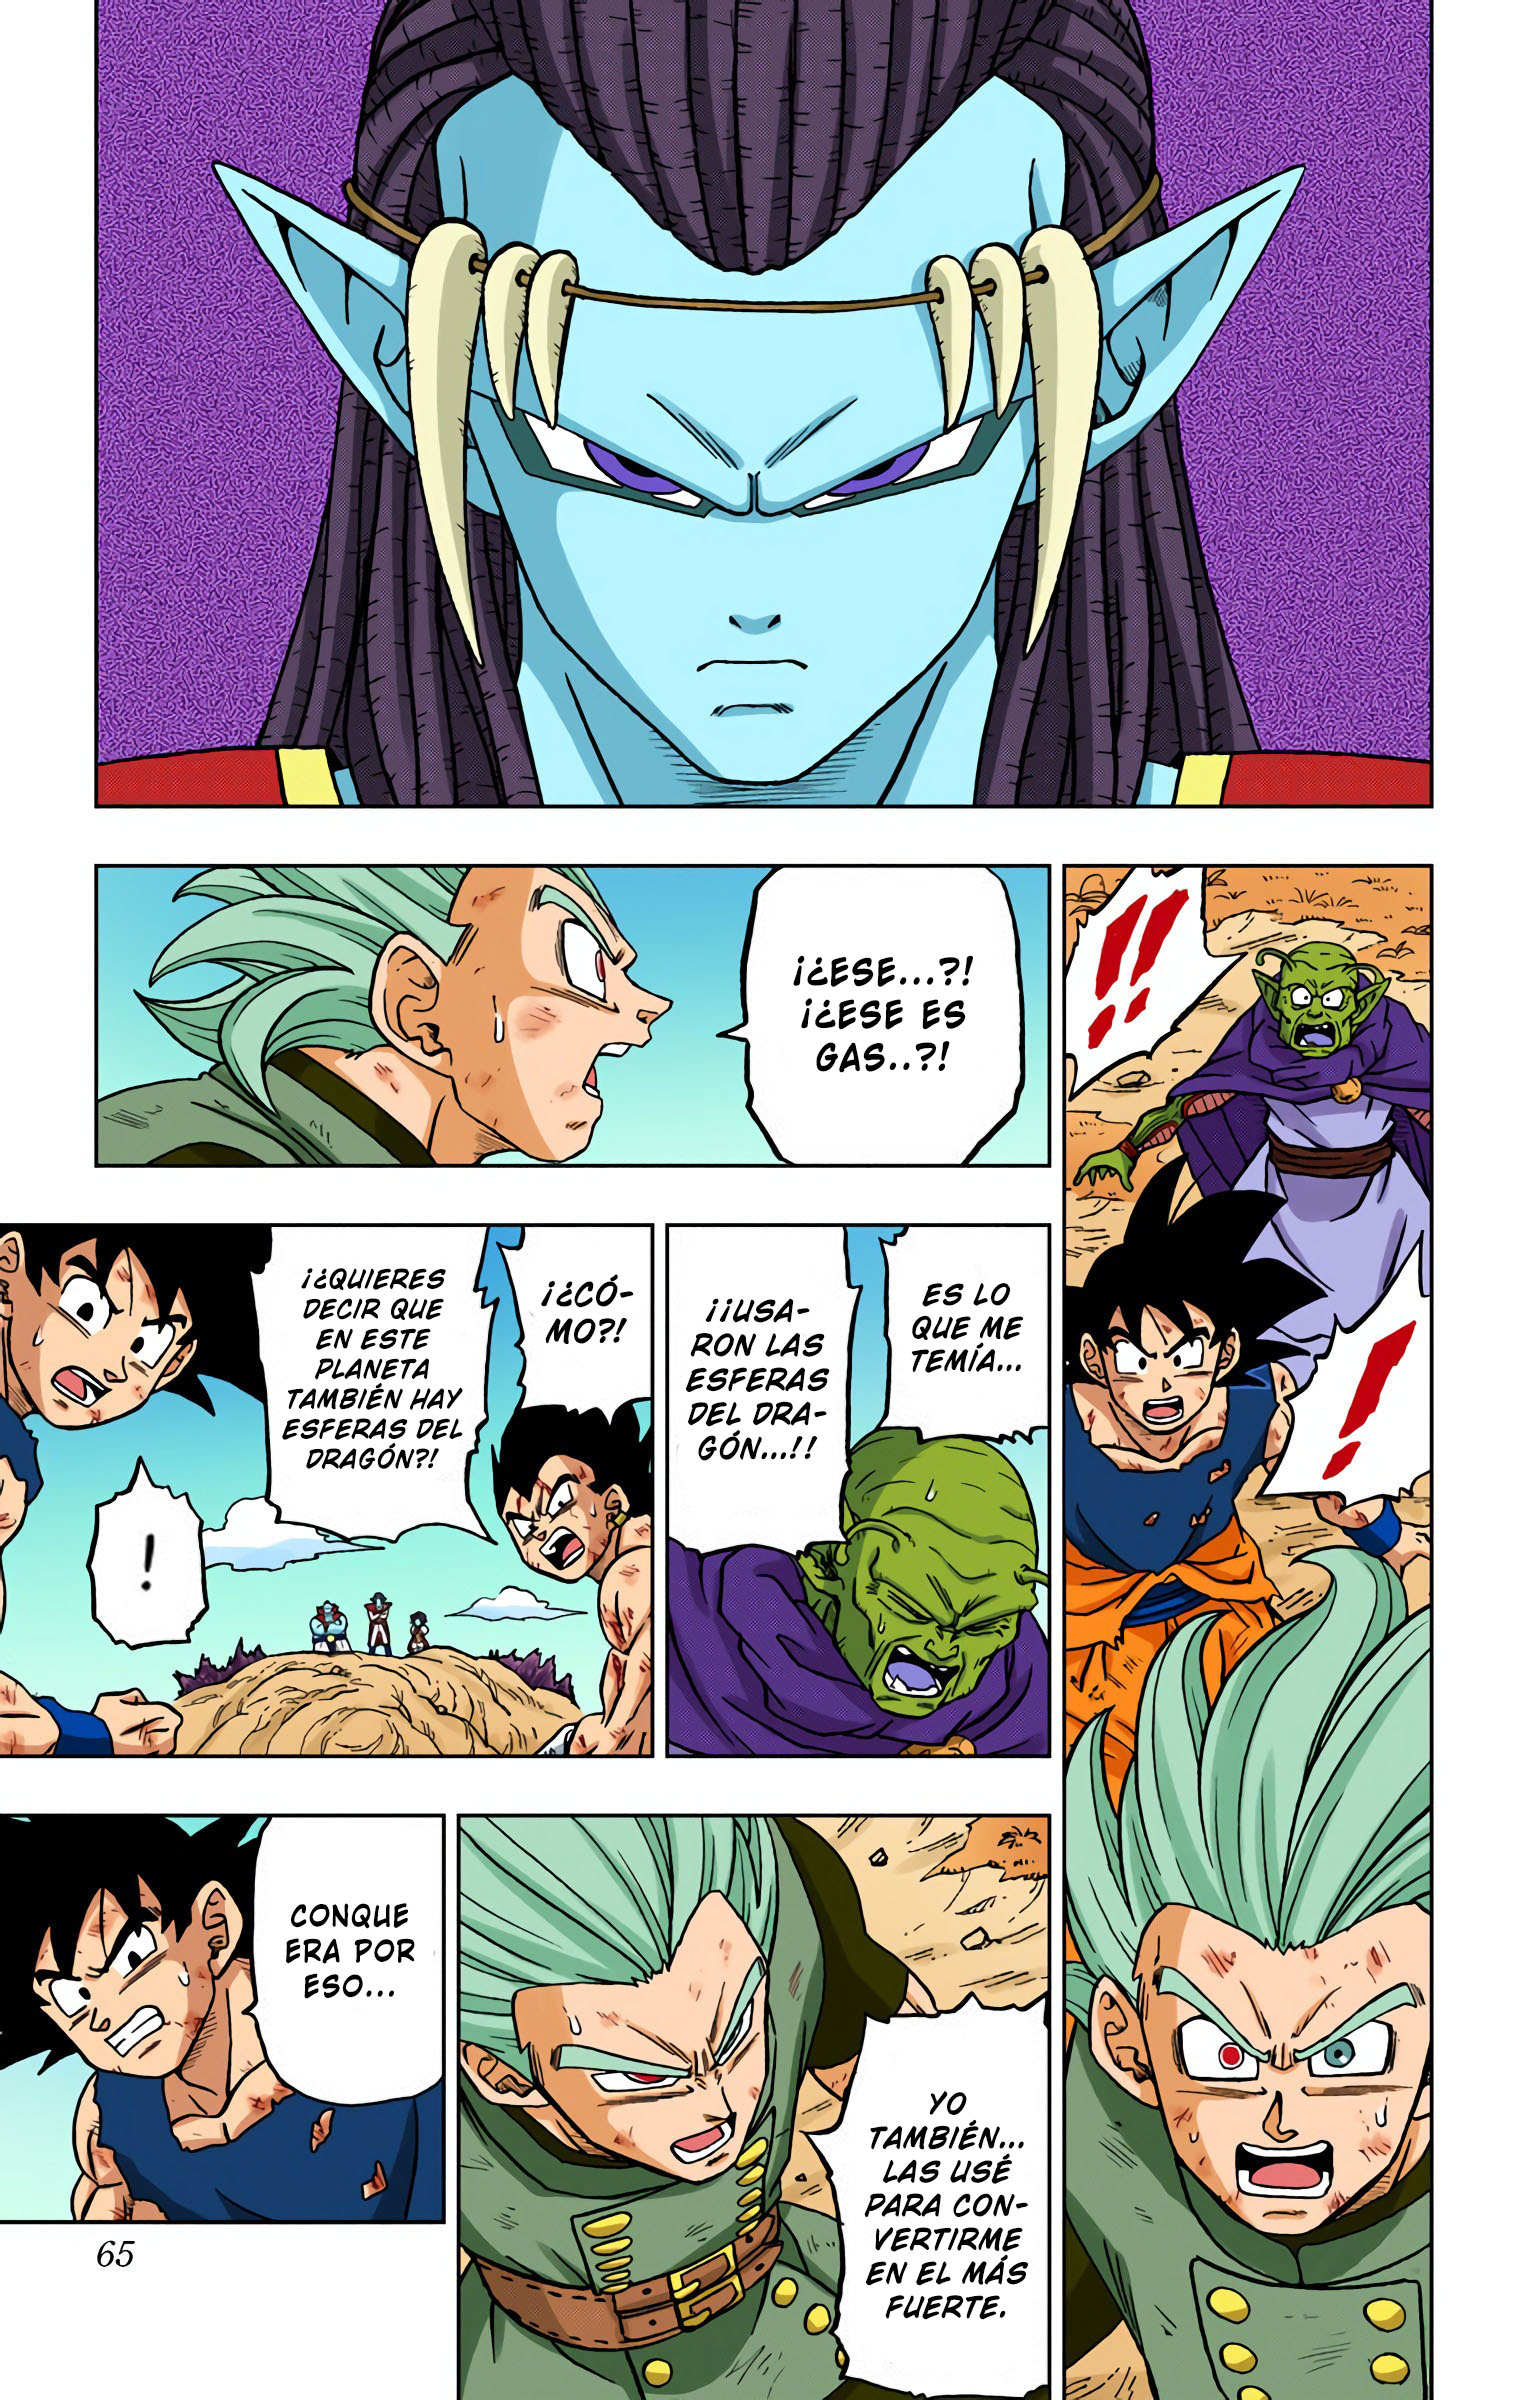 !!
!
¡¿ESE...?!
¡¿ESE ES
GAS..?!
ES LO
QUE ME
TEMÍA...
¡¡USA-
RON LAS
ESFERAS
DEL DRA-
GÓN...!!
¡¿CÓ-
MO?!
¡¿QUIERES
DECIR QUE
EN ESTE
PLANETA
TAMBIÉN HAY
ESFERAS DEL
DRAGÓN?!
!
YO
TAMBIÉN...
LAS USÉ
PARA CON-
VERTIRME
EN EL MÁS
FUERTE.
CONQUE
ERA POR
ESO...
65